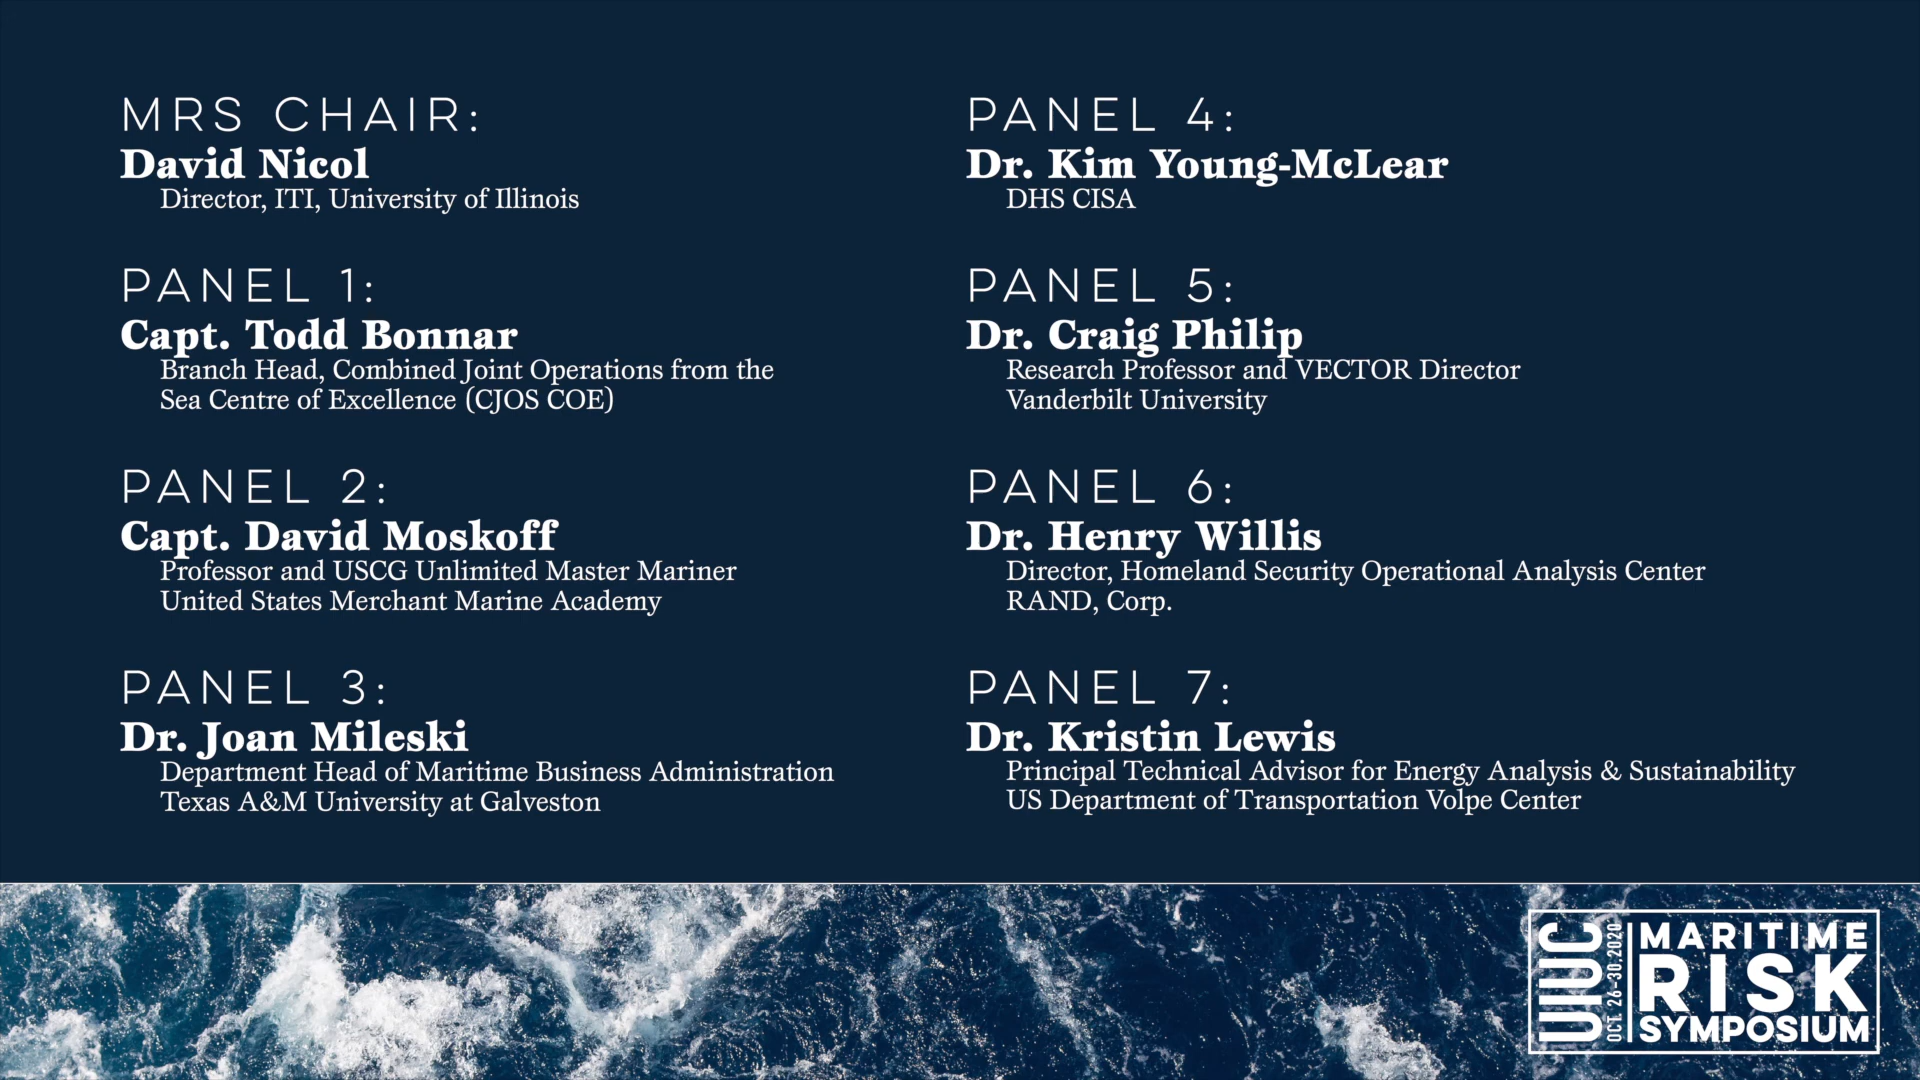 MRS CHAIR:
David Nicol
Director, ITI, University of Illinois
PANEL 1:
Capt. Todd Bonnar
Branch Head, Combined Joint Operations from the
Sea Centre of Excellence (CJOS COE)
PANEL 2:
Capt. David Moskoff
Professor and USCG Unlimited Master Mariner
United States Merchant Marine Academy
PANEL 3:
Dr. Joan Mileski
Department Head of Maritime Business Administration
Texas A&M University at Galveston
PANEL 4:
Dr. Kim Young-McLear
DHS CISA
PANEL 5:
Dr. Craig Philip
Research Professor and VECTOR Director
Vanderbilt University
PANEL 6:
Dr. Henry Willis
Director, Homeland Security Operational Analysis Center
RAND, Corp.
PANEL 7:
Dr. Kristin Lewis
Principal Technical Advisor for Energy Analysis & Sustainability
US Department of Transportation Volpe Center
UIUC
OCT. 26-30.2020
MARITIME
RISK
SYMPOSIUM